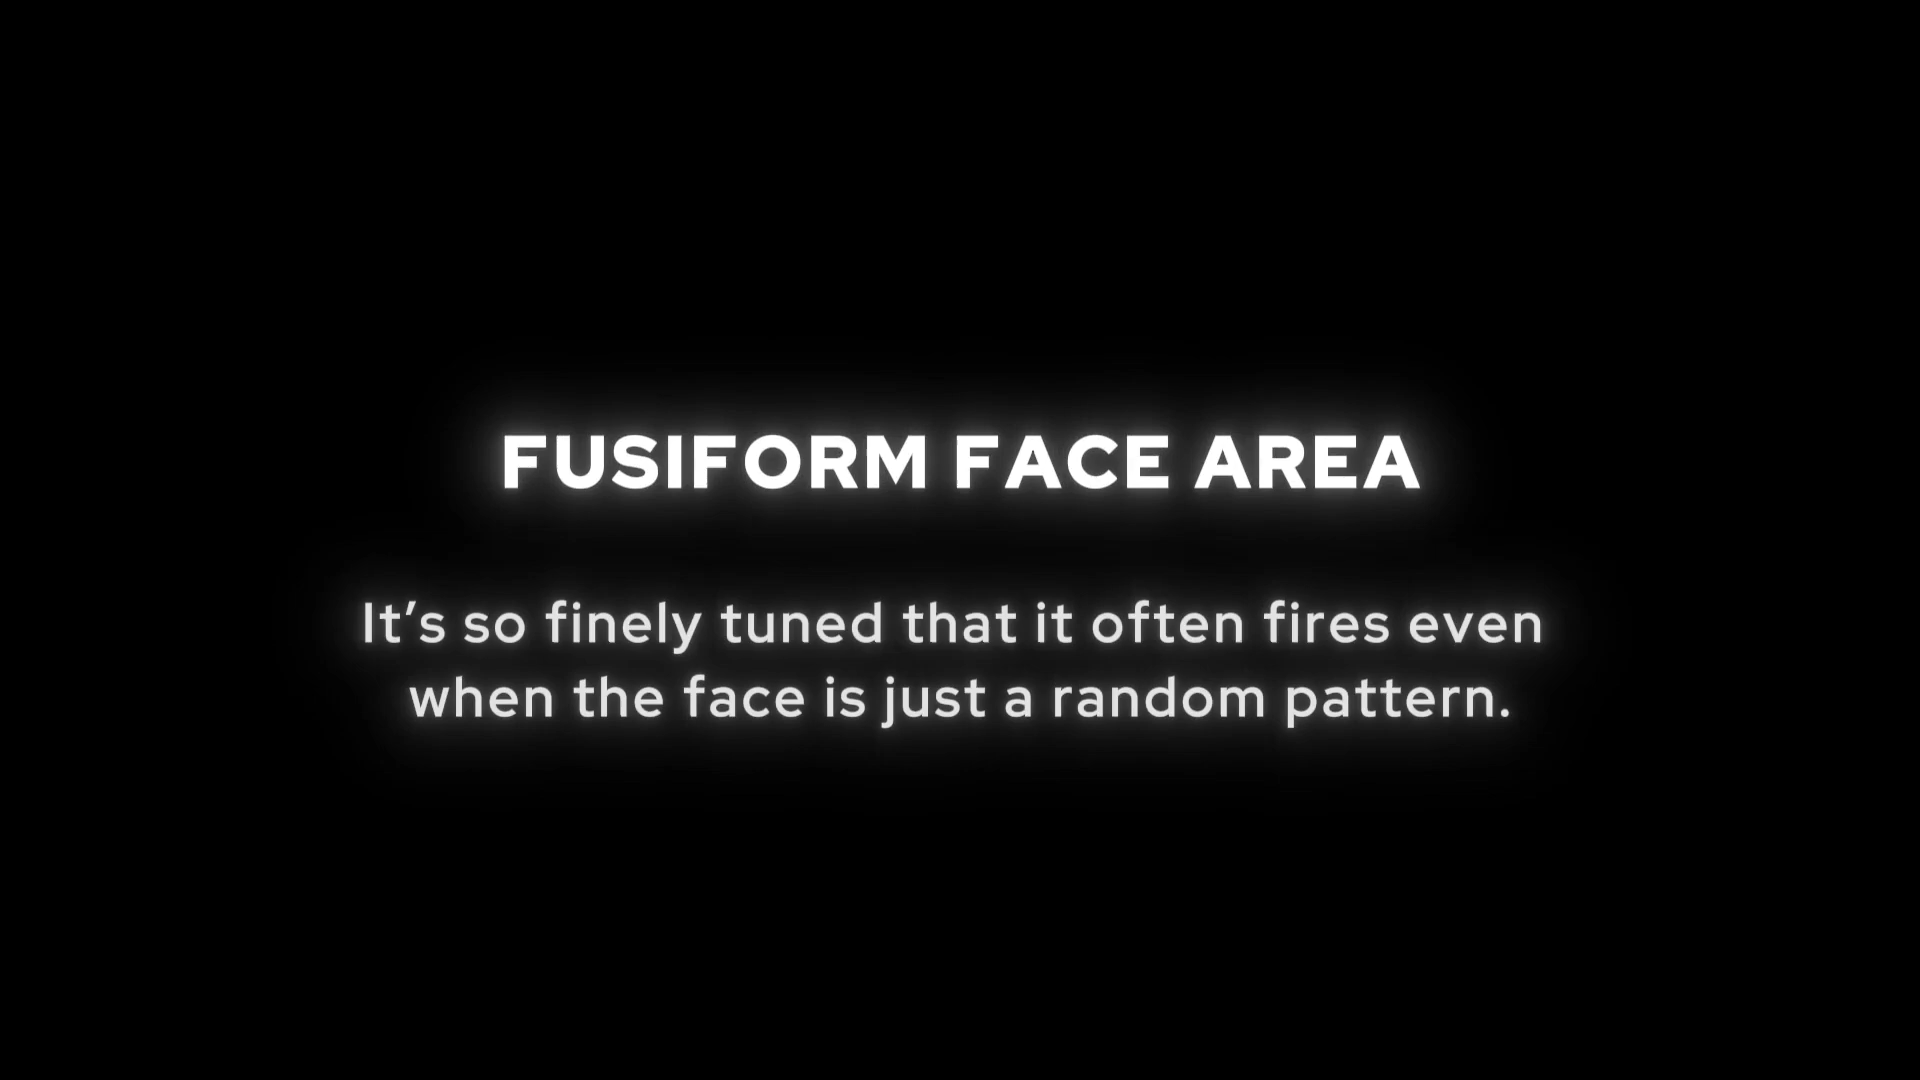 FUSIFORM FACE AREA
It’s so finely tuned that it often fires even
when the face is just a random pattern.